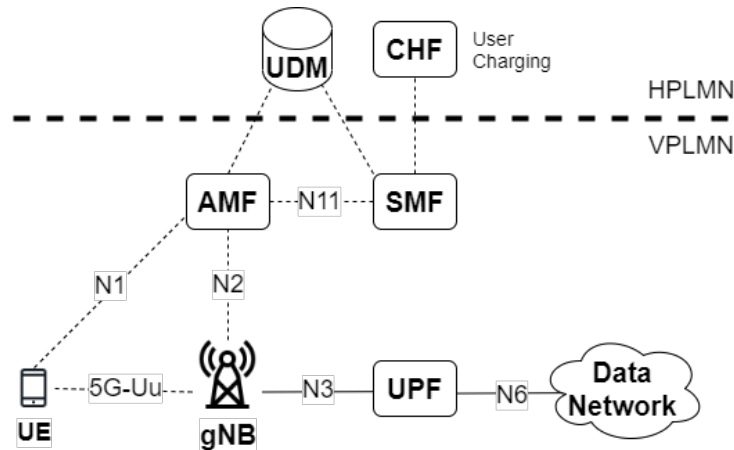 UDM
CHF
User
Charging
HPLMN
VPLMN
AMF
N11
SMF
N1
N2
5G-Uu
N3
UPF
N6
Data
Network
UE
gNB